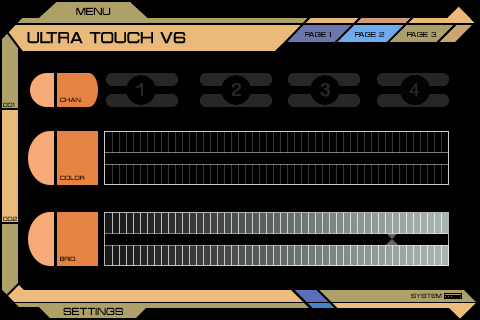 MENU
ULTRA TOUCH V6
PAGE 1
PAGE 2
PAGE 3
001
CHAN.
1
2
3
4
COLOR
002
BRID.
SYSTEM
SETTINGS